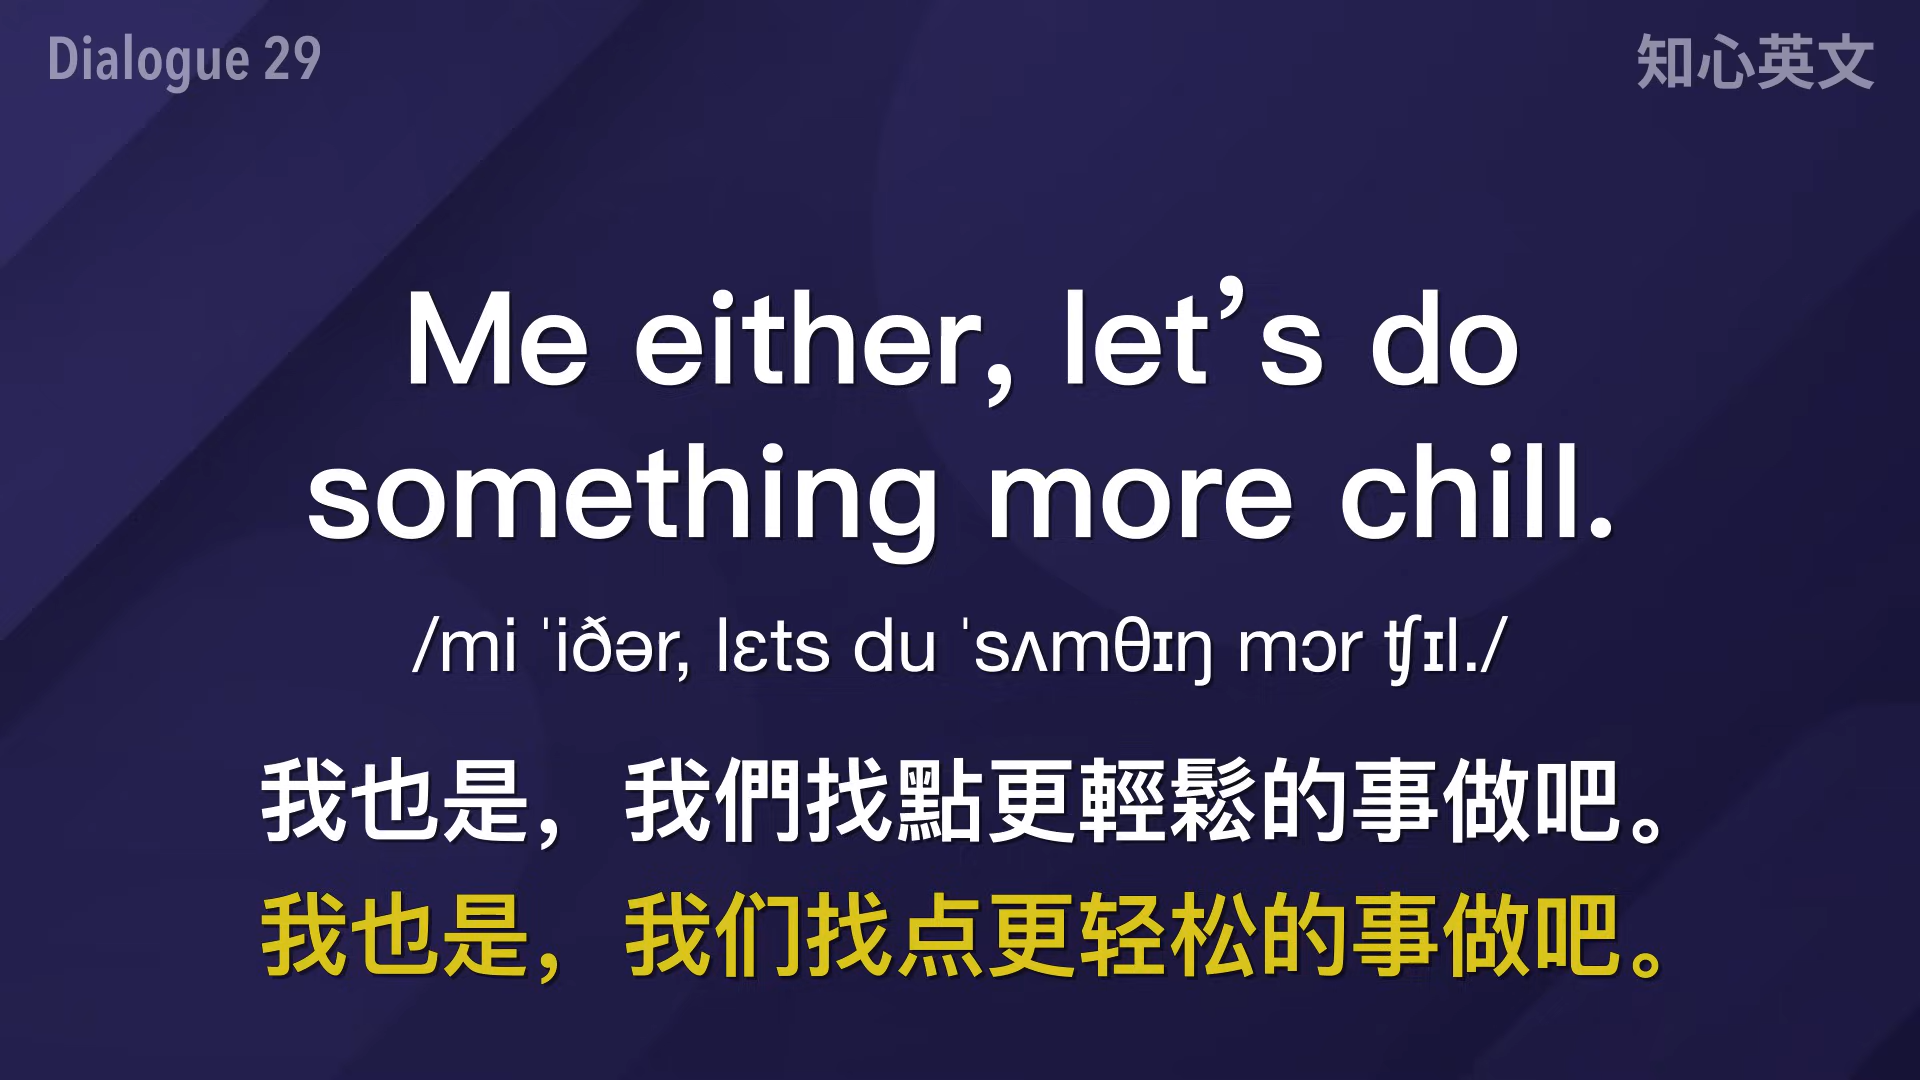 Dialogue 29
知心英文
Me either, let’s do
something more chill.
/mi ˈiðər, lɛts du ˈsʌmθɪŋ mɔr ʧɪl./
我也是，我們找點更輕鬆的事做吧。
我也是，我们找点更轻松的事做吧。